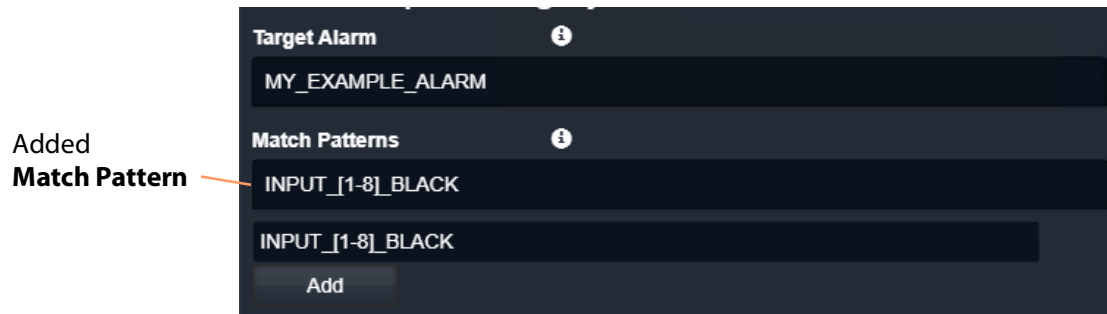 Target Alarm
MY_EXAMPLE_ALARM
Added
Match Pattern
Match Patterns
INPUT_[1-8]_BLACK
INPUT_[1-8]_BLACK
Add